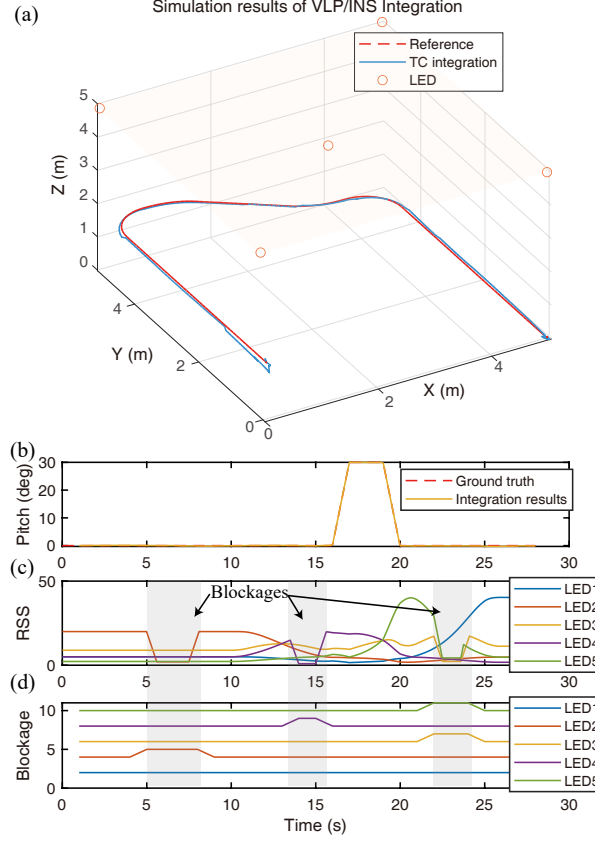 Simulation results of VLP/INS Integration
(a)
Reference
TC integration
LED
5
4
3
2
1
0
Z (m)
4
2
0
Y (m)
0
2
4
X (m)
(b)
30
0
Pitch (deg)
Ground truth
Integration results
0 5 10 15 20 25 30
(c)
50
0
RSS
Blockages
LED1
LED2
LED3
LED4
LED5
0 5 10 15 20 25 30
(d)
10
5
0
Blockage
LED1
LED2
LED3
LED4
LED5
0 5 10 15 20 25 30
Time (s)